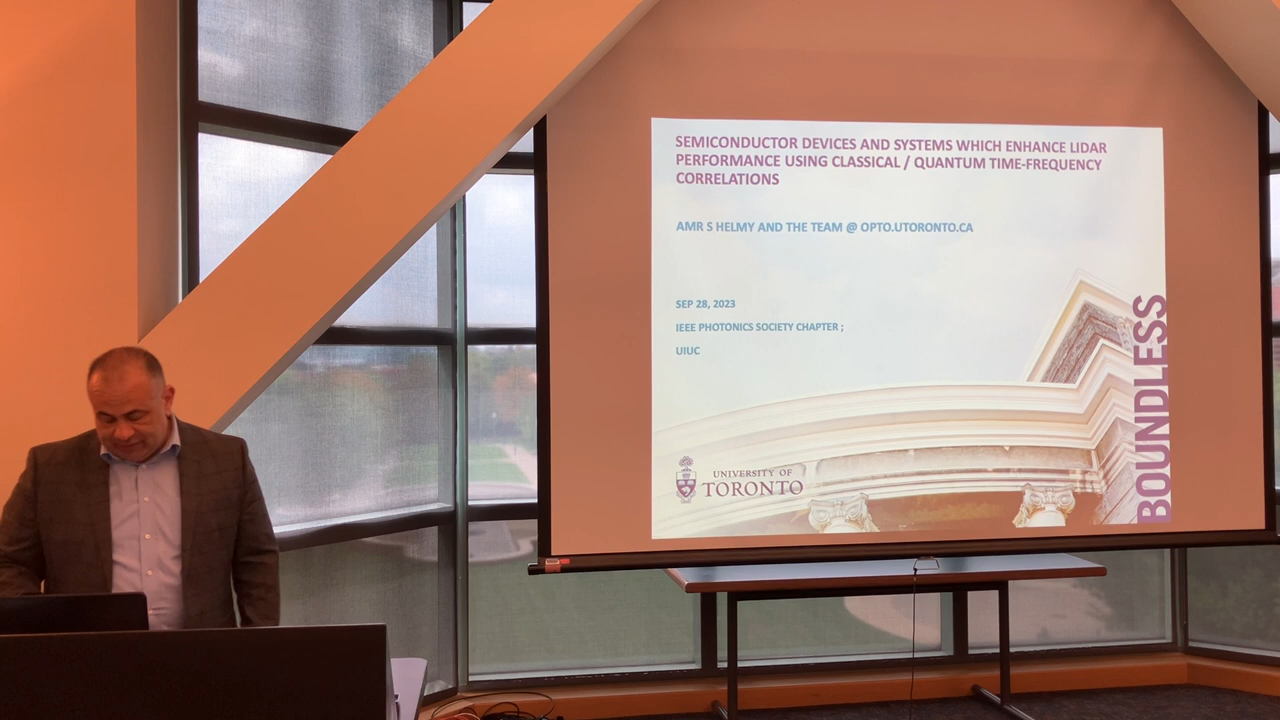 SEMICONDUCTOR DEVICES AND SYSTEMS WHICH ENHANCE LIDAR
PERFORMANCE USING CLASSICAL / QUANTUM TIME-FREQUENCY
CORRELATIONS
AMR S HELMY AND THE TEAM @ OPTO.UTORONTO.CA
SEP 28, 2023
IEEE PHOTONICS SOCIETY CHAPTER ;
UIUC
BOUNDLESS
UNIVERSITY OF
TORONTO